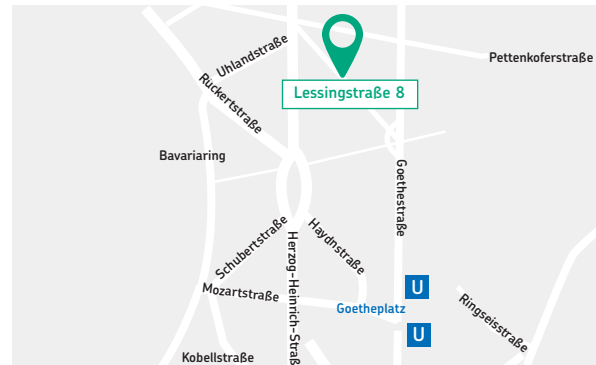 Uhlandstraße
Pettenkoferstraße
Lessingstraße 8
Rückertstraße
Bavariaring
Goethestraße
Schubertstraße
Haydnstraße
Herzog-Heinrich-Straß
Mozartstraße
U
Goetheplatz
Ringseisstraße
U
Kobellstraße